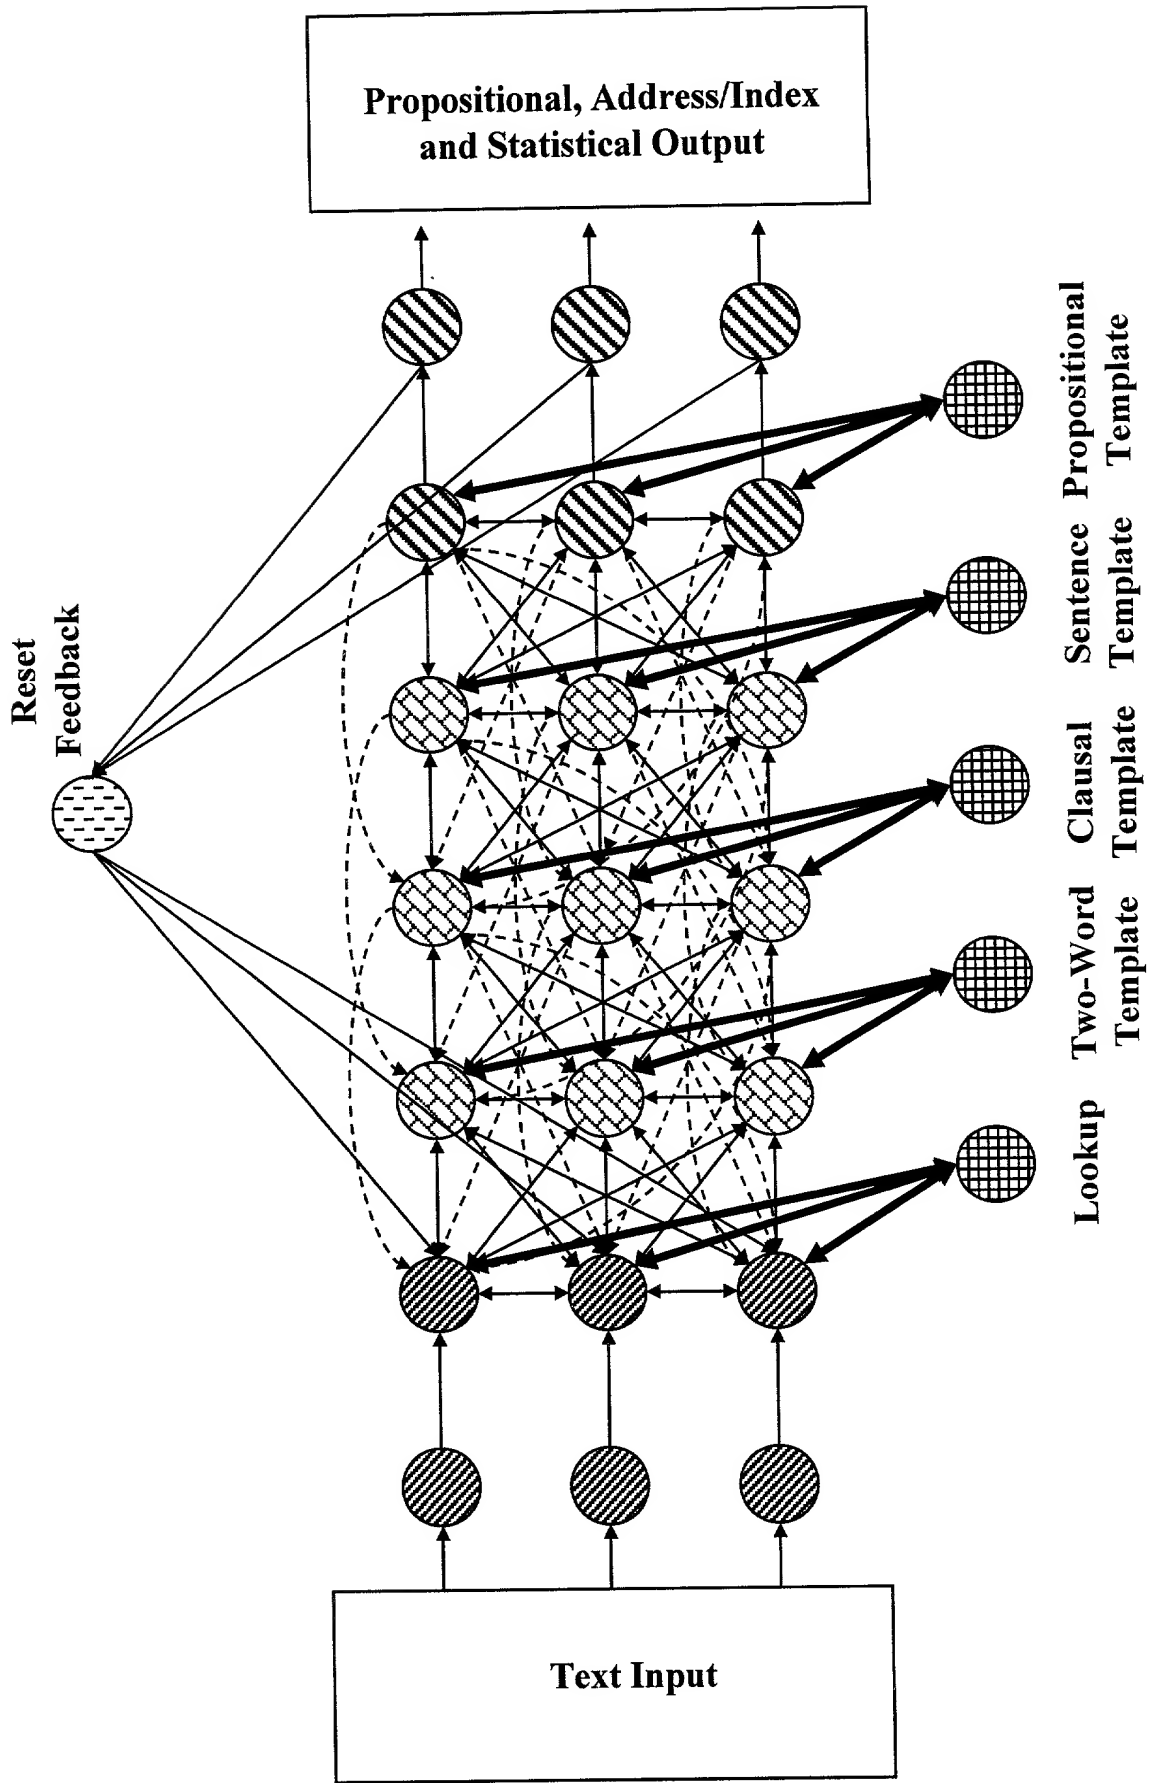 Propositional, Address/Index
and Statistical Output
Reset
Feedback
Propositional
Template
Sentence
Template
Clausal
Template
Two-Word
Template
Lookup
Text Input